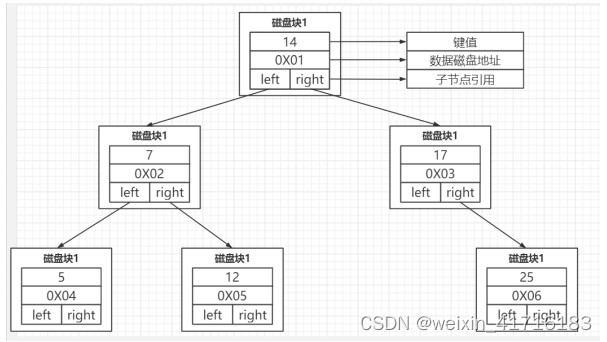 磁盘块1
14
键值
0X01
数据磁盘地址
left right
子节点引用
磁盘块1
7
0X02
left right
磁盘块1
17
0X03
left right
磁盘块1
5
0X04
left right
磁盘块1
12
0X05
left right
磁盘块1
25
0X06
left right
CSDN @weixin_41716183